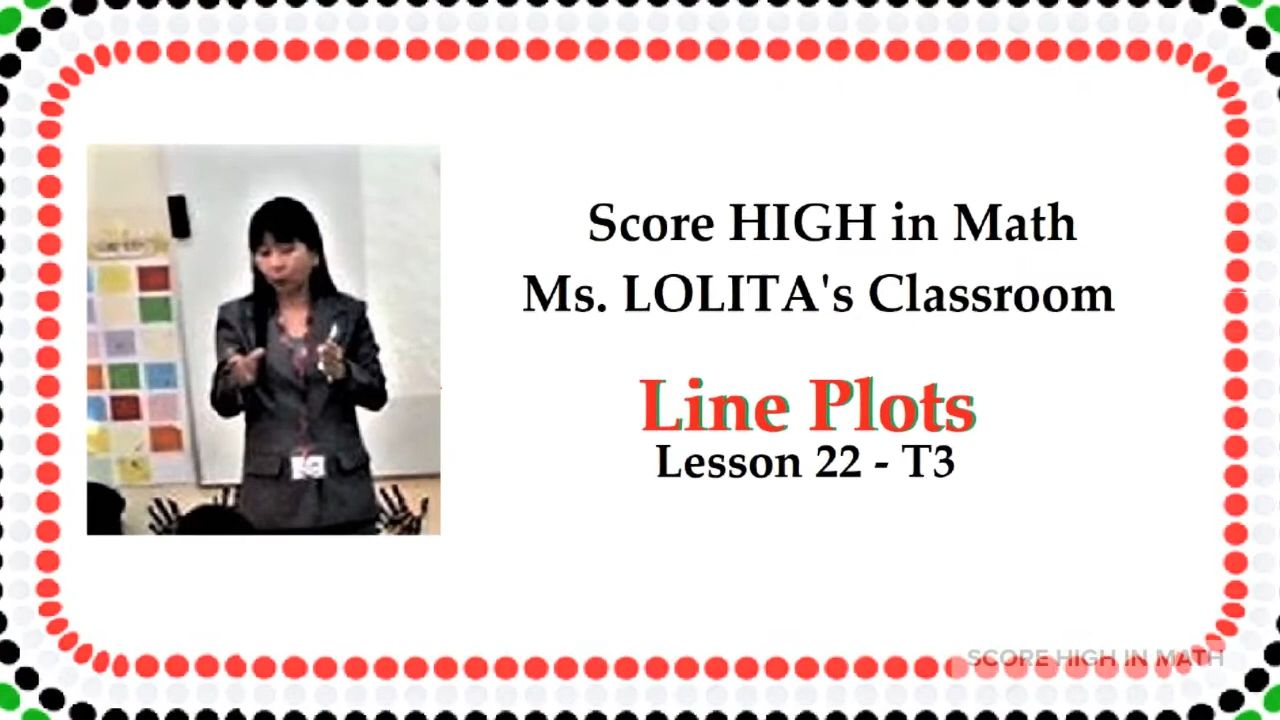 Score HIGH in Math
Ms. LOLITA's Classroom
Line Plots
Lesson 22 - T3
SCORE HIGH IN MATH